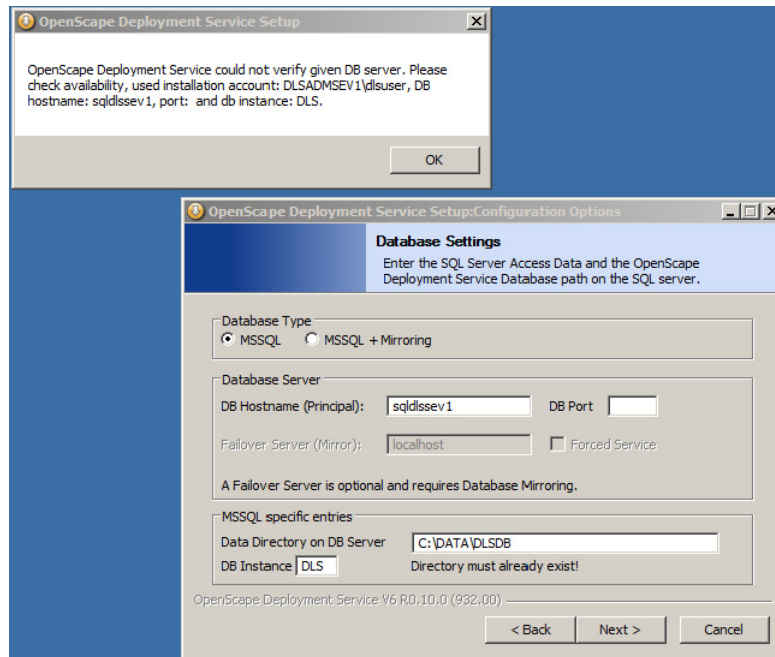 OpenScape Deployment Service Setup
OpenScape Deployment Service could not verify given DB server. Please
check availability, used installation account: DLSADMSEV1\dlsuser, DB
hostname: sqldlssev1, port:  and db instance: DLS.
OK
OpenScape Deployment Service Setup:Configuration Options
Database Settings
Enter the SQL Server Access Data and the OpenScape
Deployment Service Database path on the SQL server.
Database Type
MSSQL MSSQL + Mirroring
Database Server
DB Hostname (Principal): sqldlssev1 DB Port
Failover Server (Mirror): localhost Forced Service
A Failover Server is optional and requires Database Mirroring.
MSSQL specific entries
Data Directory on DB Server C:\DATA\DLSDB
DB Instance DLS Directory must already exist!
OpenScape Deployment Service V6 R0.10.0 (932.00)
< Back Next > Cancel